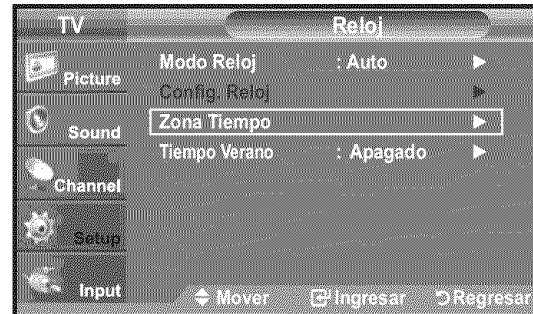 TV
Reloj
Picture
Sound
Channel
Setup
Input
Modo Reloj : Auto
Config. Reloj
Zona Tiempo
Tiempo Verano : Apagado
Mover Ingresar Regresar